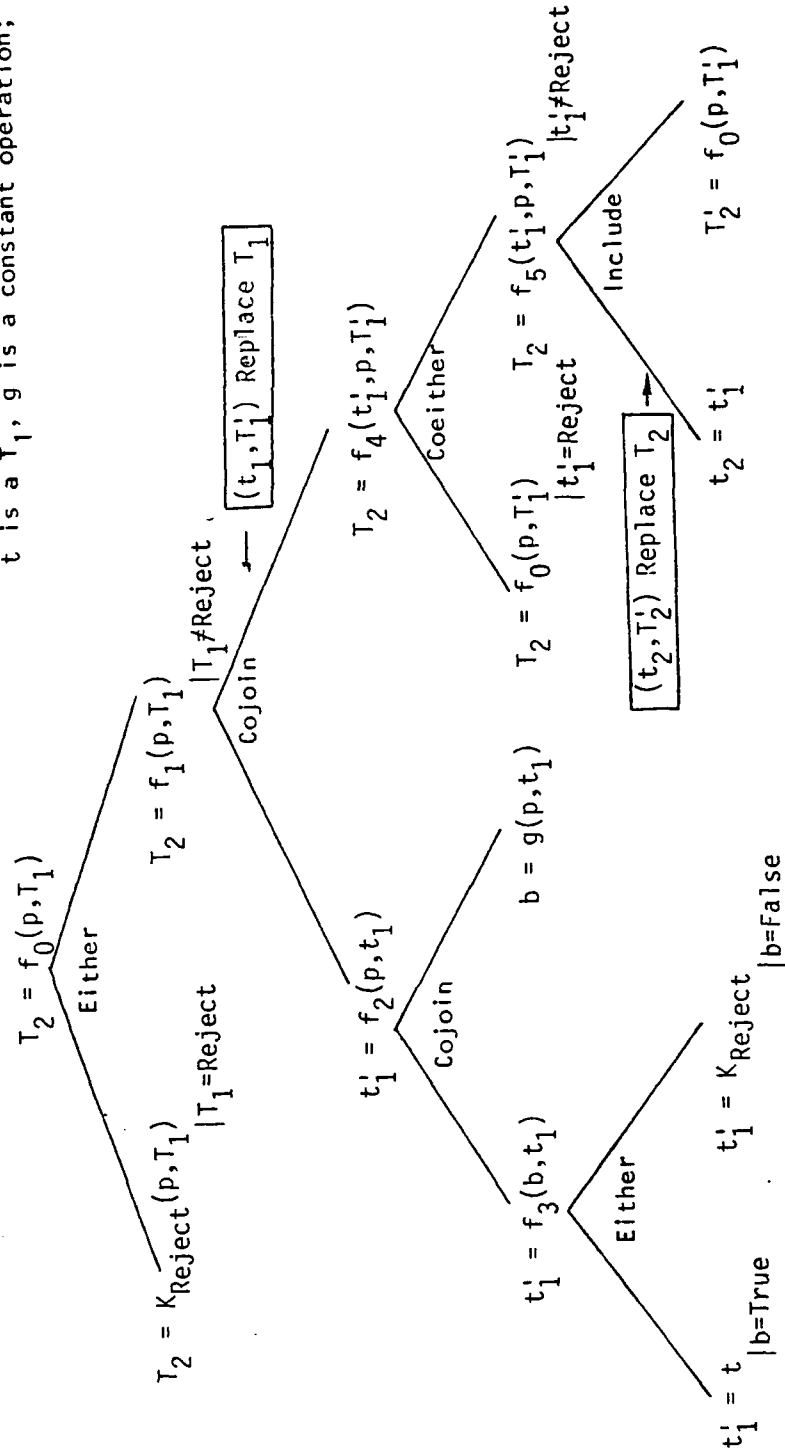 t is a T₁, g is a constant operation;
T₂ = f₀(p,T₁)
Either
T₂ = K_Reject(p,T₁)
|T₁=Reject
T₂ = f₁(p,T₁)
|T₁≠Reject
Cojoin
(t₁,T'₁) Replace T₁
t'₁ = f₂(p,t₁)
Cojoin
T₂ = f₄(t'₁,p,T'₁)
Coeither
t'₁ = f₃(b,t₁)
Either
b = g(p,t₁)
T₂ = f₀(p,T'₁)
|t'₁=Reject
T₂ = f₅(t'₁,p,T'₁)
|t'₁≠Reject
Include
(t₂,T'₂) Replace T₂
t'₁ = t
|b=True
t'₁ = K_Reject
|b=False
t₂ = t'₁
T'₂ = f₀(p,T'₁)